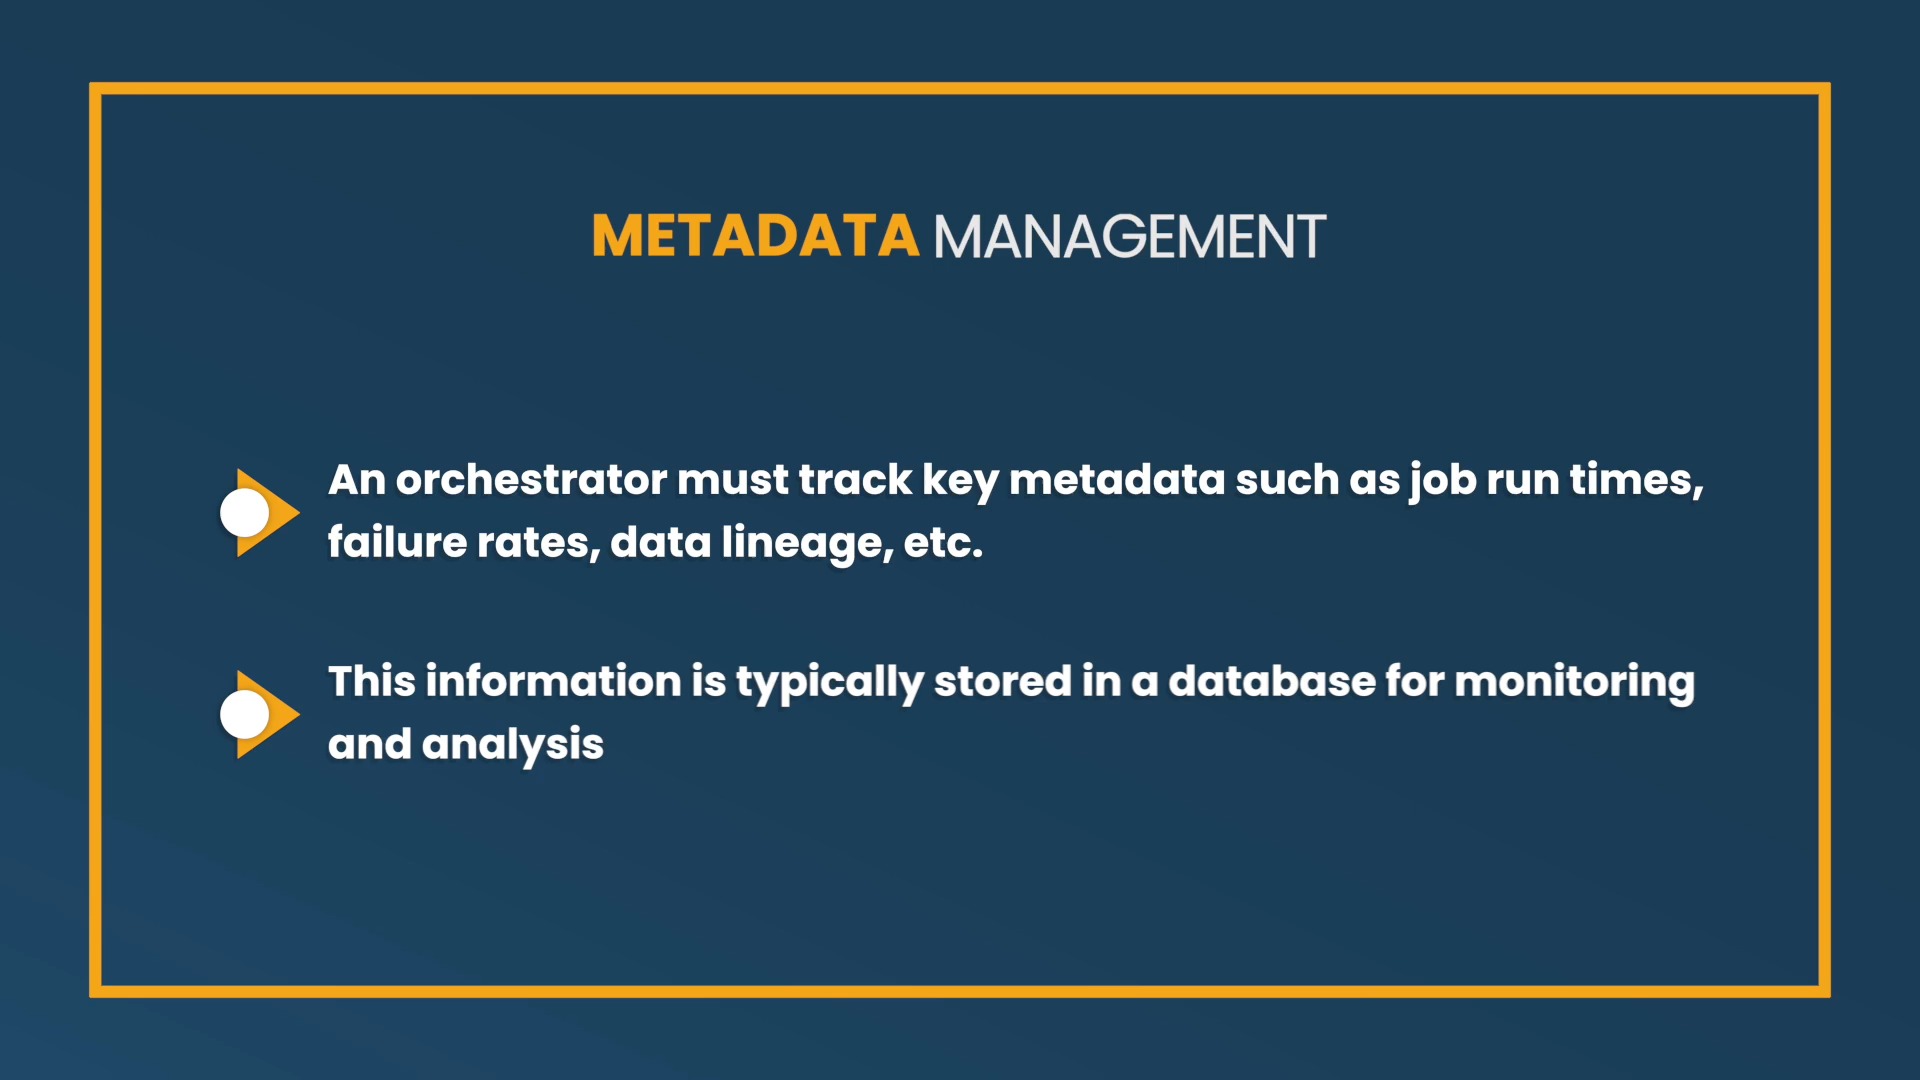 METADATA MANAGEMENT
An orchestrator must track key metadata such as job run times,
failure rates, data lineage, etc.
This information is typically stored in a database for monitoring
and analysis